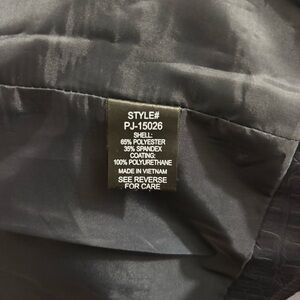 STYLE#
PJ-15026
SHELL:
65% POLYESTER
35% SPANDEX
COATING:
100% POLYURETHANE
MADE IN VIETNAM
SEE REVERSE
FOR CARE